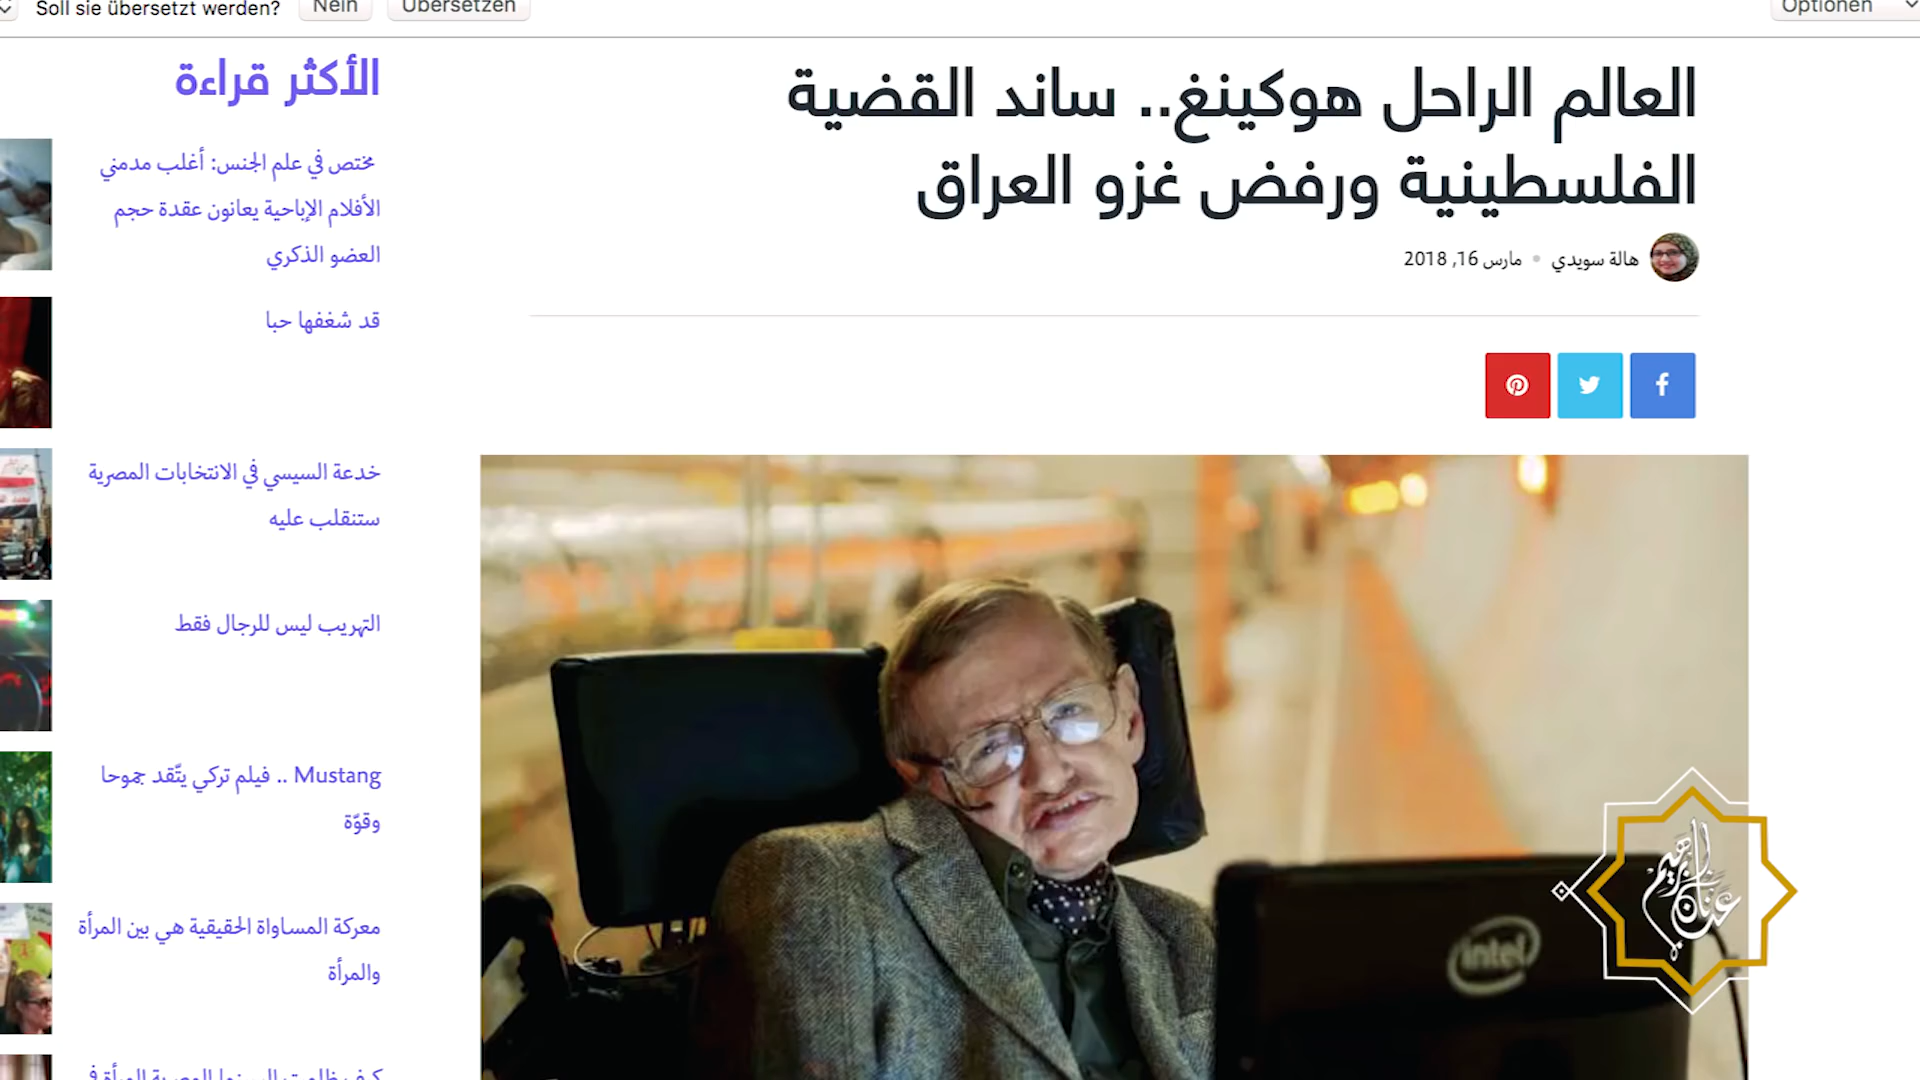 Soll sie übersetzt werden?
Nein
Übersetzen
Optionen
العالم الراحل هوكينغ.. ساند القضية
الفلسطينية ورفض غزو العراق
هالة سويدي • مارس 16, 2018
الأكثر قراءة
مختص في علم الجنس: أغلب مدمني
الأفلام الإباحية يعانون عقدة حجم
العضو الذكري
قد شغفها حبا
خدعة السيسي في الانتخابات المصرية
ستنقلب عليه
التهريب ليس للرجال فقط
Mustang .. فيلم تركي يتّقد جموحا
وقوّة
معركة المساواة الحقيقية هي بين المرأة
والمرأة
intel
عدنان إبراهيم